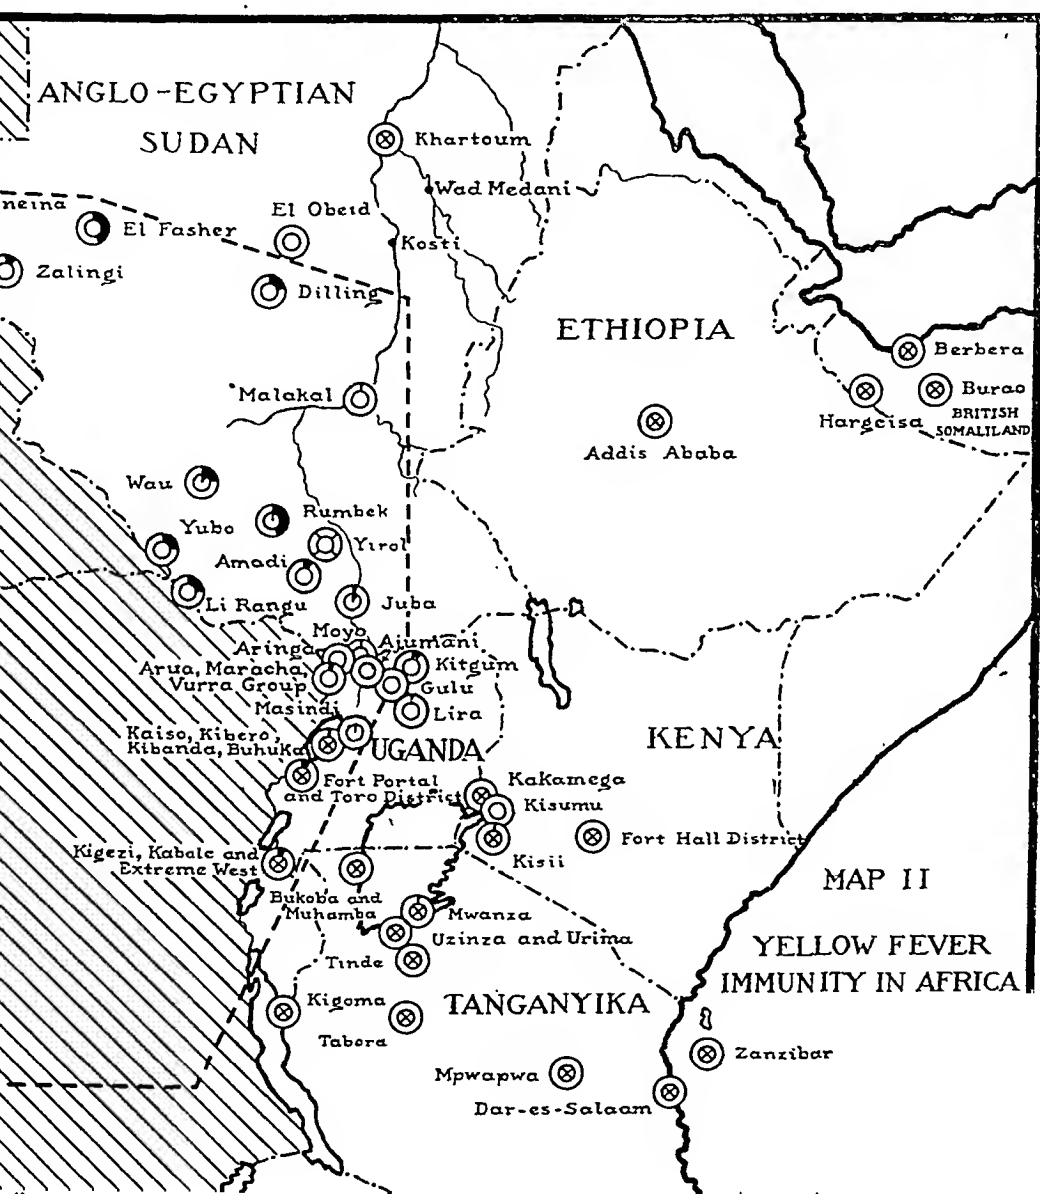 ANGLO-EGYPTIAN
SUDAN
Khartoum
Wad Medani
neina
El Fasher
El Obeid
Kosti
Zalingi
Dilling
ETHIOPIA
Berbera
Malakal
Burao
Hargeisa
BRITISH
SOMALILAND
Addis Ababa
Wau
Rumbek
Yubo
Yirol
Amadi
Li Rangu
Juba
Moyo
Ajumani
Aringa
Kitgum
Arua, Maracha,
Vurra Group
Gulu
Masindi
Lira
Kaiso, Kibero,
Kibanda, Buhuka
UGANDA
KENYA
Fort Portal
and Toro District
Kakamega
Kisumu
Fort Hall District
Kisii
Kigezi, Kabale and
Extreme West
MAP II
Bukoba and
Muhamba
Mwanza
Uzinza and Urima
YELLOW FEVER
IMMUNITY IN AFRICA
Tinde
Kigoma
TANGANYIKA
Tabora
Zanzibar
Mpwapwa
Dar-es-Salaam